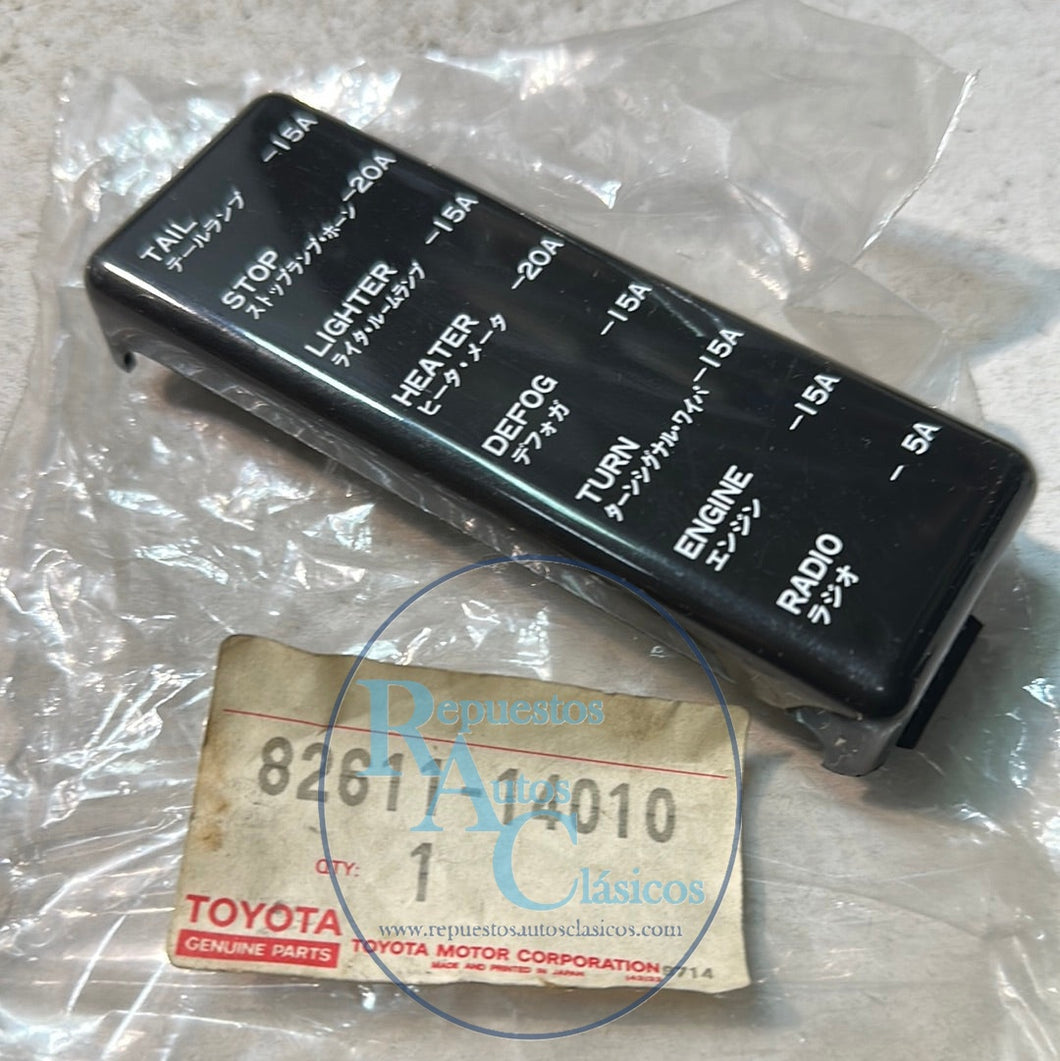 TAIL -15A
テールランプ
STOP -20A
ストップランプ・ホーン
LIGHTER -15A
ライタ・ルームランプ
HEATER -20A
ヒータ・メータ
DEFOG -15A
デフォガ
TURN -15A
ターンシグナル・ワイパ
ENGINE -15A
エンジン
RADIO - 5A
ラジオ
82611-14010
QTY: 1
TOYOTA
GENUINE PARTS
TOYOTA MOTOR CORPORATION
MADE AND PRINTED IN JAPAN
9714
Repuestos
Autos
Clásicos
www.repuestosautosclasicos.com